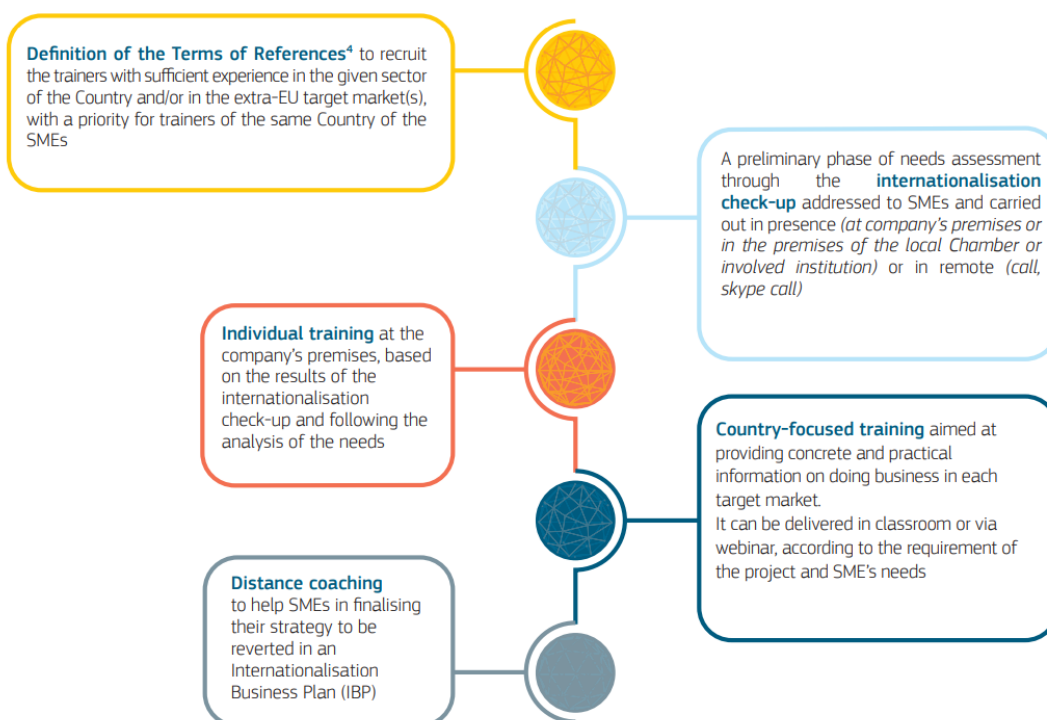 Definition of the Terms of References⁴ to recruit
the trainers with sufficient experience in the given sector
of the Country and/or in the extra-EU target market(s),
with a priority for trainers of the same Country of the
SMEs
A preliminary phase of needs assessment
through the internationalisation
check-up addressed to SMEs and carried
out in presence (at company's premises or
in the premises of the local Chamber or
involved institution) or in remote (call,
skype call)
Individual training at the
company's premises, based
on the results of the
internationalisation
check-up and following the
analysis of the needs
Country-focused training aimed at
providing concrete and practical
information on doing business in each
target market.
It can be delivered in classroom or via
webinar, according to the requirement of
the project and SME's needs
Distance coaching
to help SMEs in finalising
their strategy to be
reverted in an
Internationalisation
Business Plan (IBP)